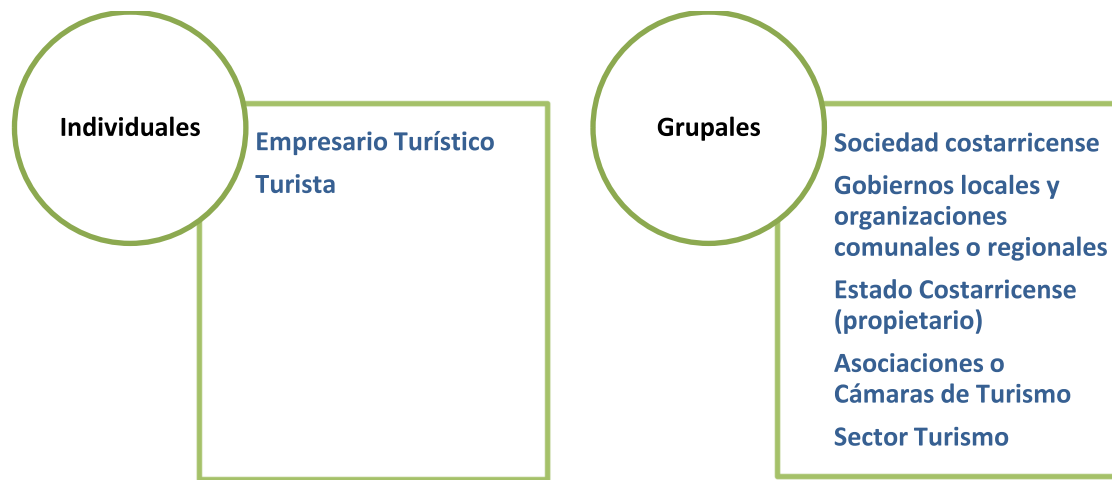 Individuales
Empresario Turístico
Turista
Grupales
Sociedad costarricense
Gobiernos locales y
organizaciones
comunales o regionales
Estado Costarricense
(propietario)
Asociaciones o
Cámaras de Turismo
Sector Turismo